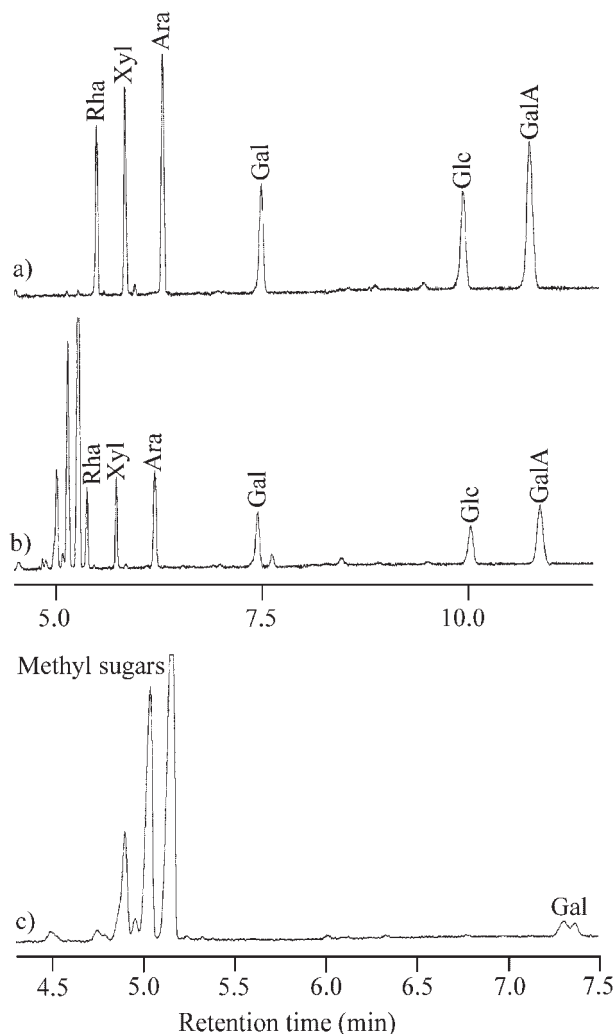 Rha
Xyl
Ara
Gal
Glc
GalA
a)
Rha
Xyl
Ara
Gal
Glc
GalA
b)
5.0 7.5 10.0
Methyl sugars
Gal
c)
4.5 5.0 5.5 6.0 6.5 7.0 7.5
Retention time (min)